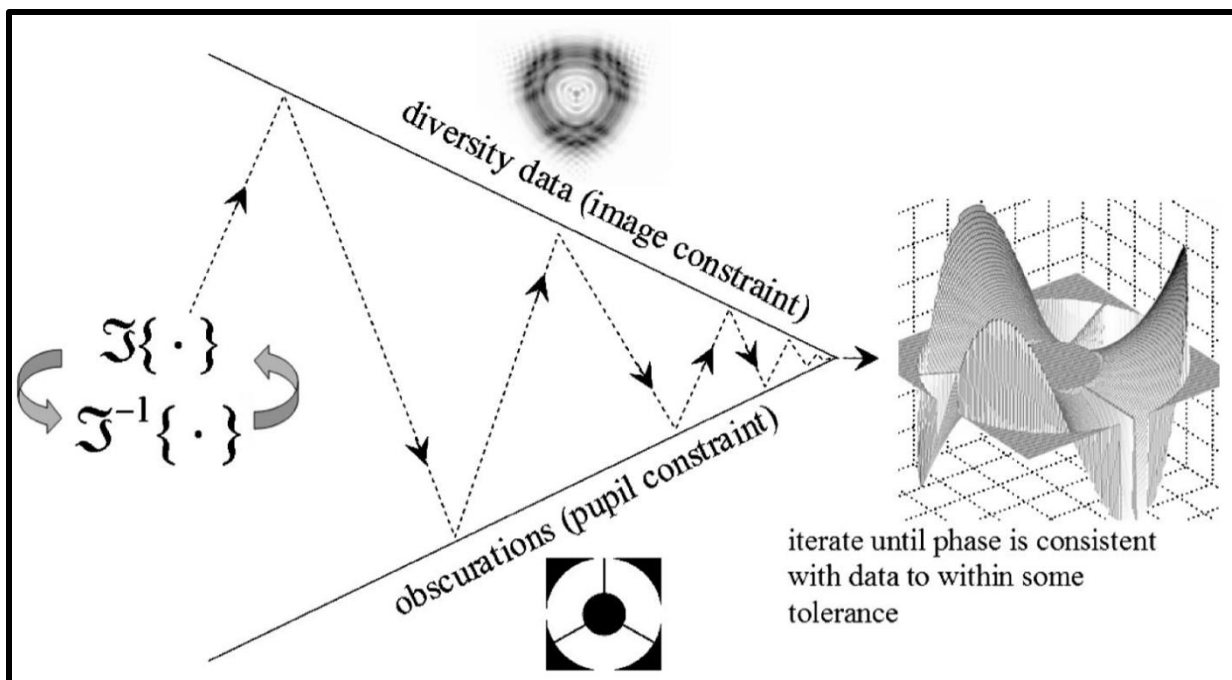 diversity data (image constraint)
ℑ{ · }
ℑ⁻¹{ · }
obscurations (pupil constraint)
iterate until phase is consistent
with data to within some
tolerance